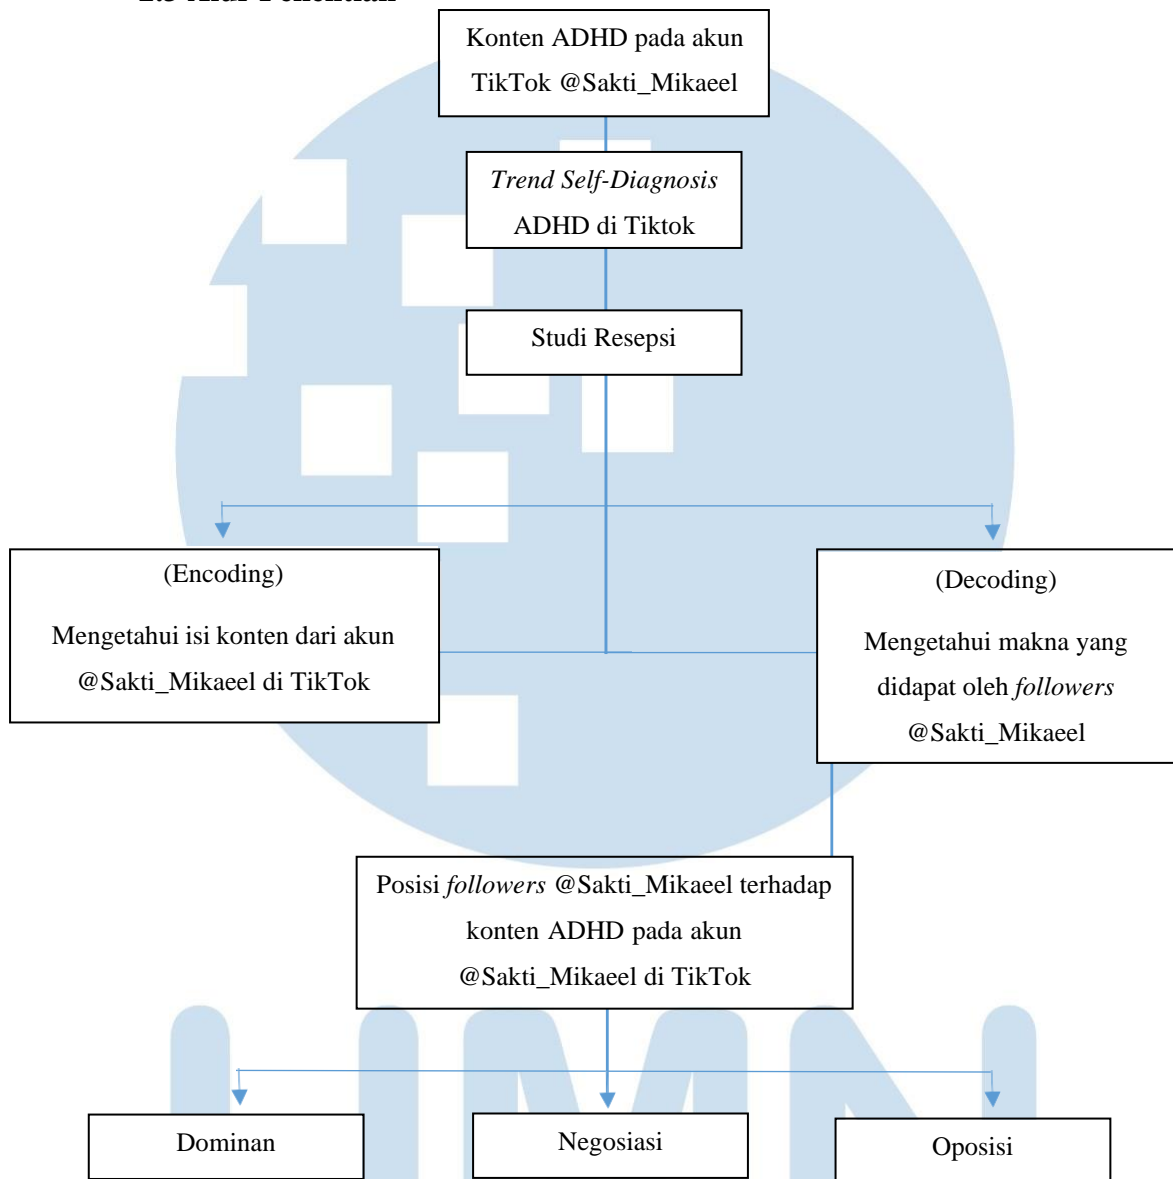 Konten ADHD pada akun
TikTok @Sakti_Mikaeel
Trend Self-Diagnosis
ADHD di Tiktok
Studi Resepsi
(Encoding)
Mengetahui isi konten dari akun
@Sakti_Mikaeel di TikTok
(Decoding)
Mengetahui makna yang
didapat oleh followers
@Sakti_Mikaeel
Posisi followers @Sakti_Mikaeel terhadap
konten ADHD pada akun
@Sakti_Mikaeel di TikTok
Dominan
Negosiasi
Oposisi